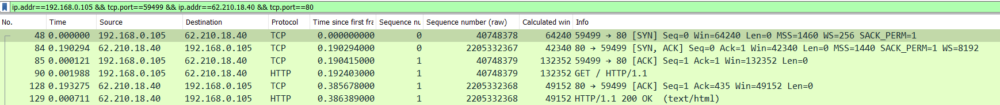 ip.addr==192.168.0.105 && tcp.port==59499 && ip.addr==62.210.18.40 && tcp.port==80
No. Time Source Destination Protocol Time since first fra Sequence nu Sequence number (raw) Calculated win Info
48 0.000000 192.168.0.105 62.210.18.40 TCP 0.000000000 0 40748378 64240 59499 → 80 [SYN] Seq=0 Win=64240 Len=0 MSS=1460 WS=256 SACK_PERM=1
84 0.190294 62.210.18.40 192.168.0.105 TCP 0.190294000 0 2205332367 42340 80 → 59499 [SYN, ACK] Seq=0 Ack=1 Win=42340 Len=0 MSS=1440 SACK_PERM=1 WS=8192
85 0.000121 192.168.0.105 62.210.18.40 TCP 0.190415000 1 40748379 132352 59499 → 80 [ACK] Seq=1 Ack=1 Win=132352 Len=0
90 0.001988 192.168.0.105 62.210.18.40 HTTP 0.192403000 1 40748379 132352 GET / HTTP/1.1
128 0.193275 62.210.18.40 192.168.0.105 TCP 0.385678000 1 2205332368 49152 80 → 59499 [ACK] Seq=1 Ack=435 Win=49152 Len=0
129 0.000711 62.210.18.40 192.168.0.105 HTTP 0.386389000 1 2205332368 49152 HTTP/1.1 200 OK (text/html)